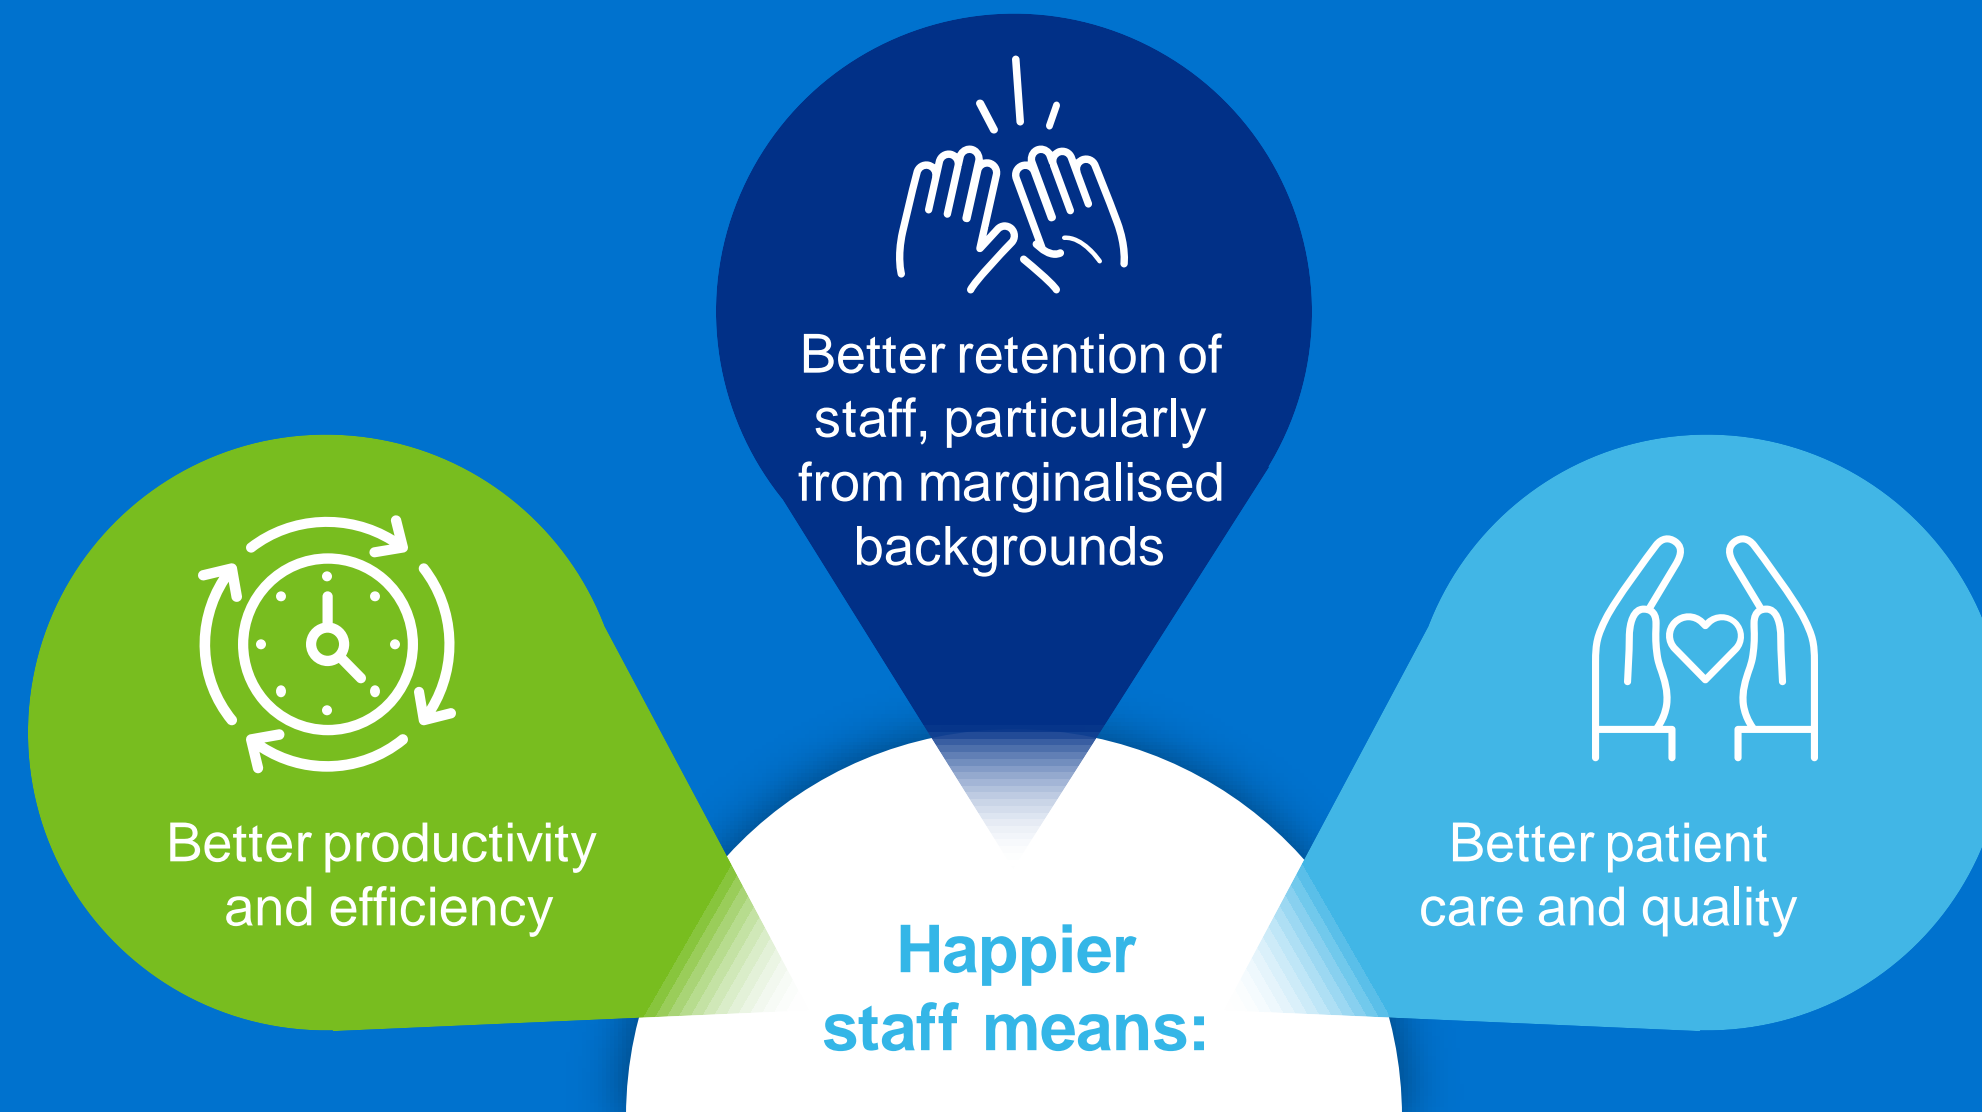 Better retention of
staff, particularly
from marginalised
backgrounds
Better productivity
and efficiency
Better patient
care and quality
Happier
staff means: